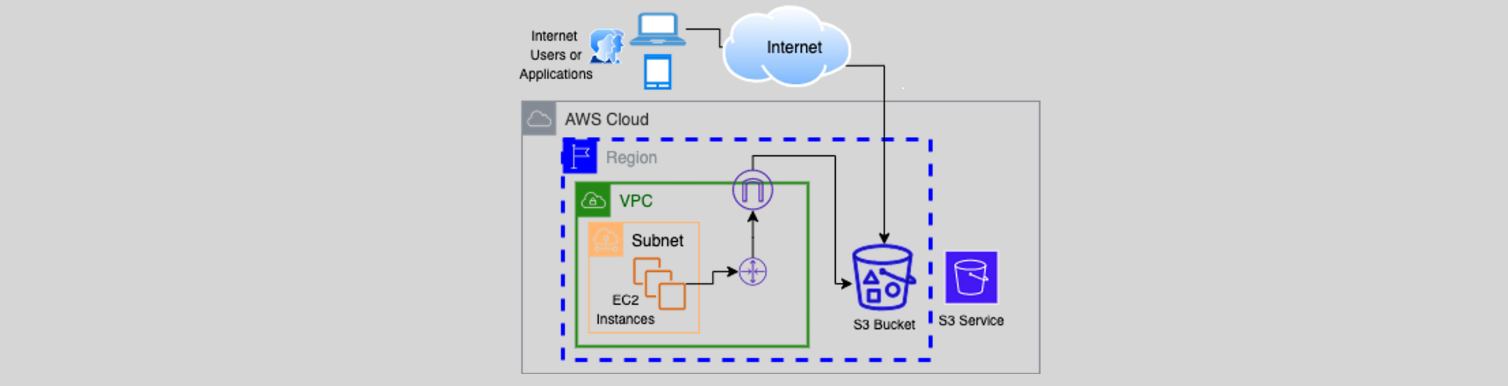 Internet
Users or
Applications
Internet
AWS Cloud
Region
VPC
Subnet
EC2
Instances
S3 Bucket
S3 Service